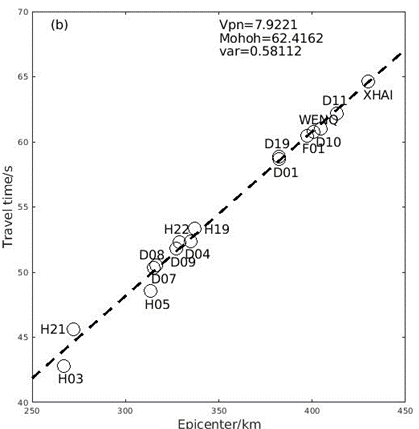 (b)
Vpn=7.9221
Mohoh=62.4162
var=0.58112
70
65
60
55
50
45
40
Travel time/s
XHAI
D11
WENQ
D10
F01
D19
D01
H22
H19
D04
D09
D08
D07
H05
H21
H03
250
300
350
400
450
Epicenter/km